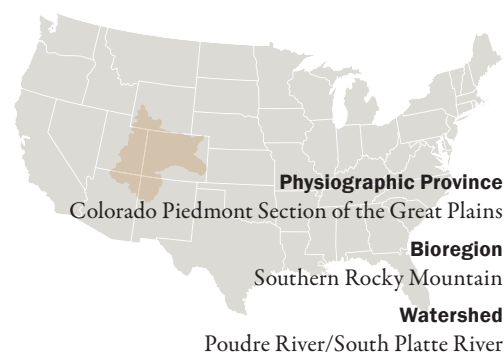 Physiographic Province
Colorado Piedmont Section of the Great Plains
Bioregion
Southern Rocky Mountain
Watershed
Poudre River/South Platte River